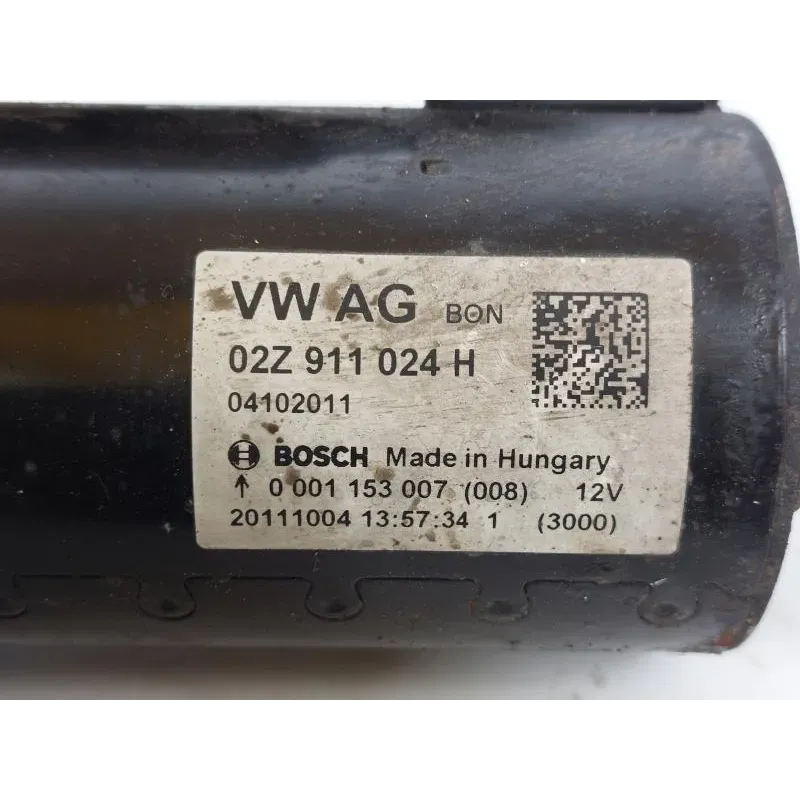 VW AG BON
02Z 911 024 H
04102011
BOSCH Made in Hungary
↑ 0 001 153 007 (008) 12V
20111004 13:57:34 1 (3000)